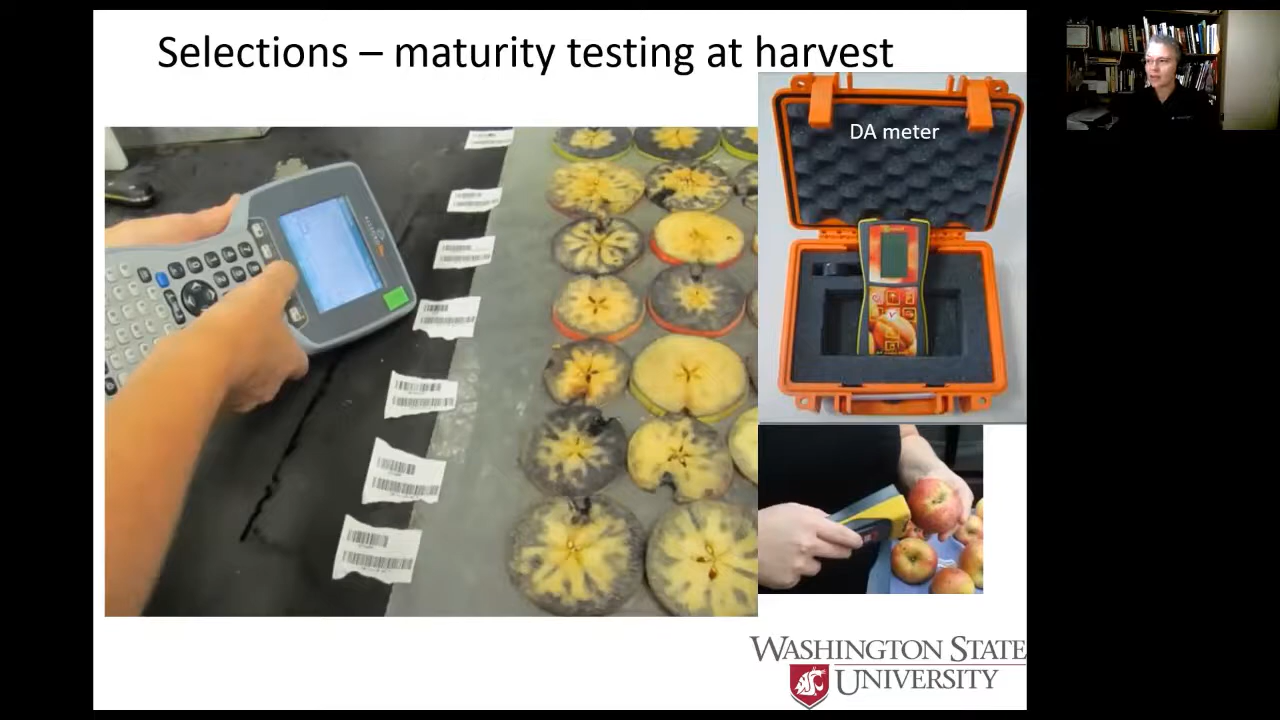 Selections – maturity testing at harvest
DA meter
WASHINGTON STATE
UNIVERSITY